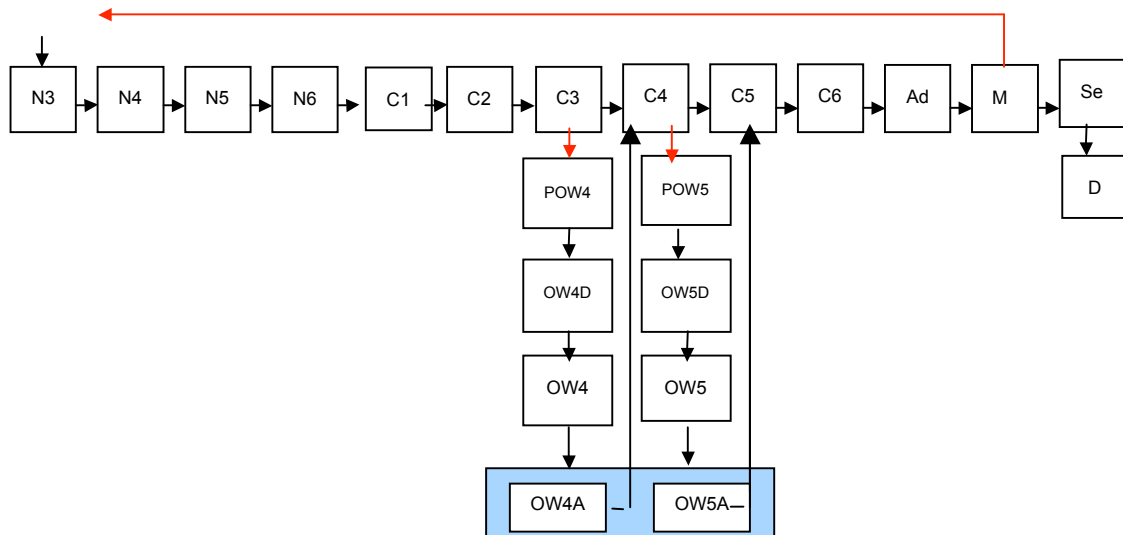 N3 N4 N5 N6 C1 C2 C3 C4 C5 C6 Ad M Se
POW4 POW5 D
OW4D OW5D
OW4 OW5
OW4A OW5A